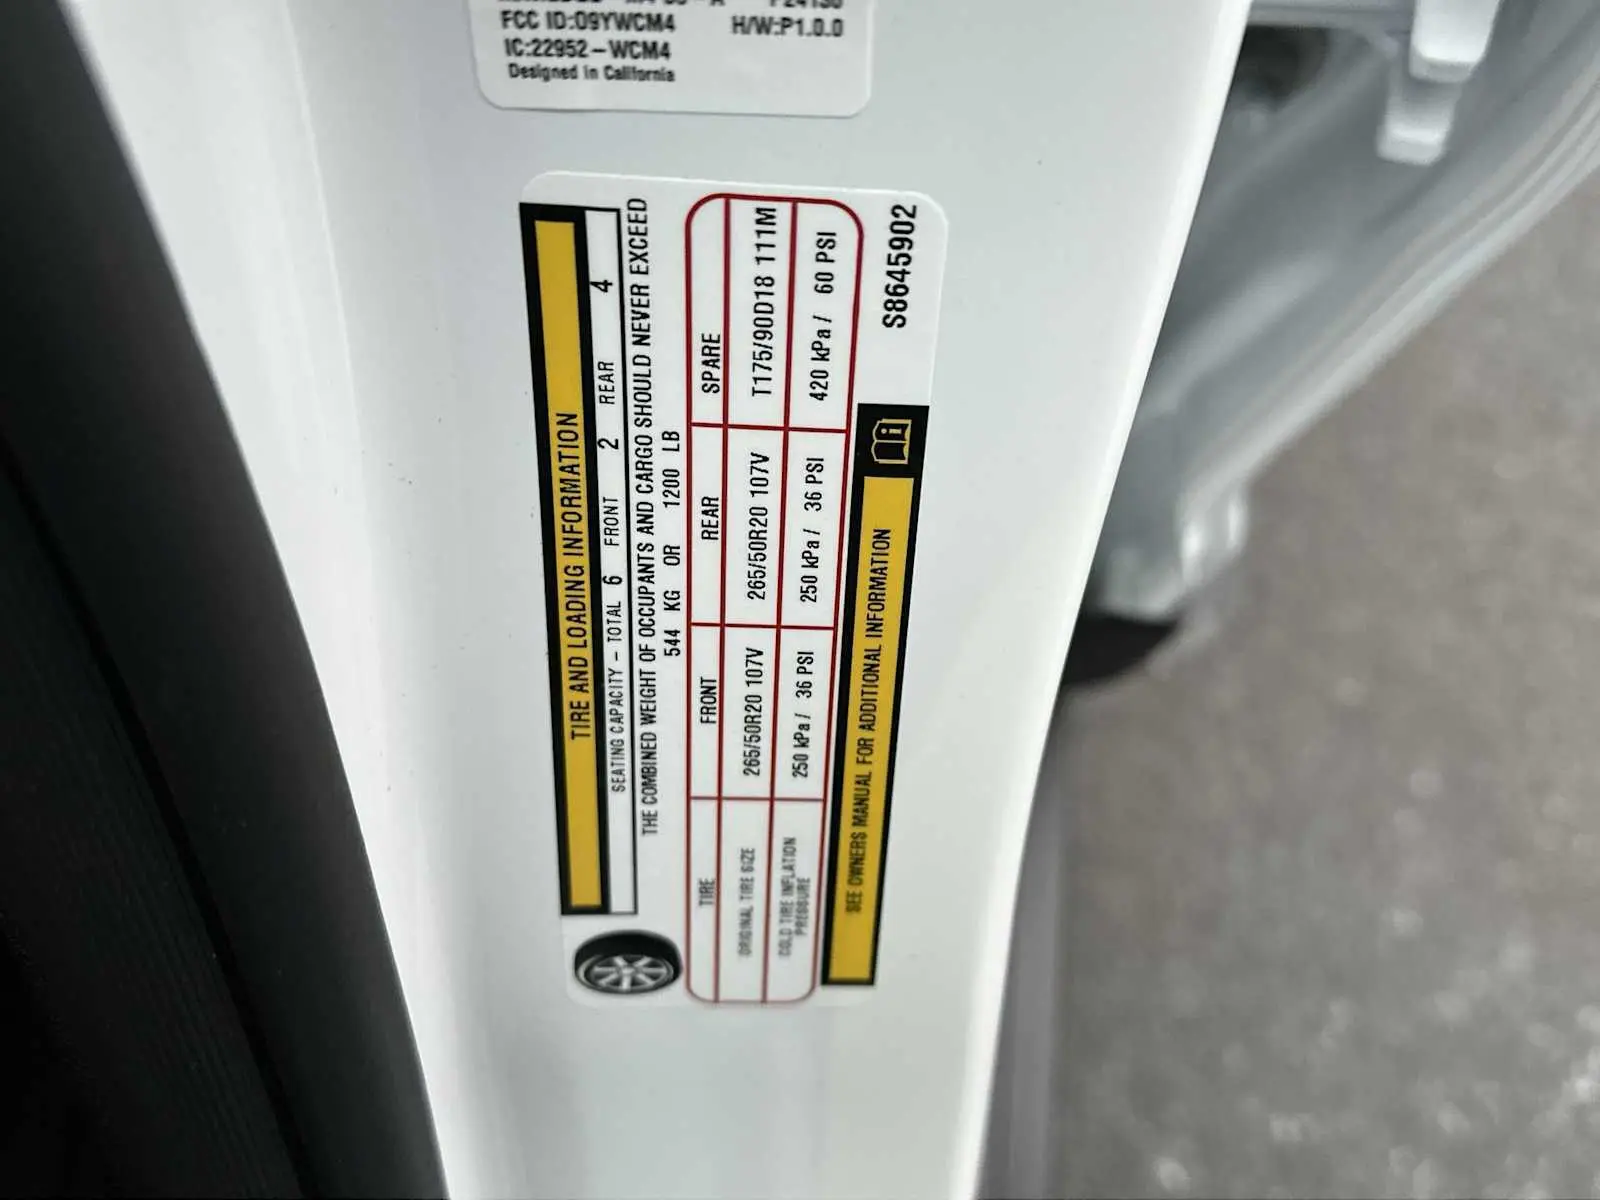 FCC ID:O9YWCM4 H/W:P1.0.0
IC:22952-WCM4
Designed in California
TIRE AND LOADING INFORMATION
SEATING CAPACITY - TOTAL 6 FRONT 2 REAR 4
THE COMBINED WEIGHT OF OCCUPANTS AND CARGO SHOULD NEVER EXCEED
544 KG OR 1200 LB
TIRE FRONT REAR SPARE
ORIGINAL TIRE SIZE 265/50R20 107V 265/50R20 107V T175/90D18 111M
COLD TIRE INFLATION PRESSURE 250 kPa / 36 PSI 250 kPa / 36 PSI 420 kPa / 60 PSI
SEE OWNERS MANUAL FOR ADDITIONAL INFORMATION
S8645902